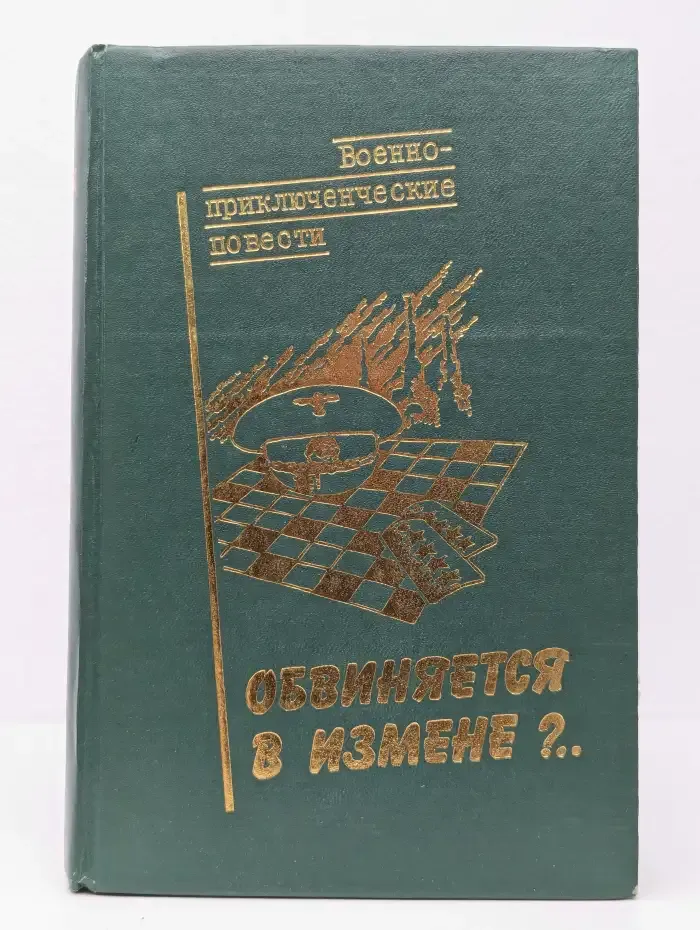 Военно-
приключенческие
повести
ОБВИНЯЕТСЯ
В ИЗМЕНЕ ?..